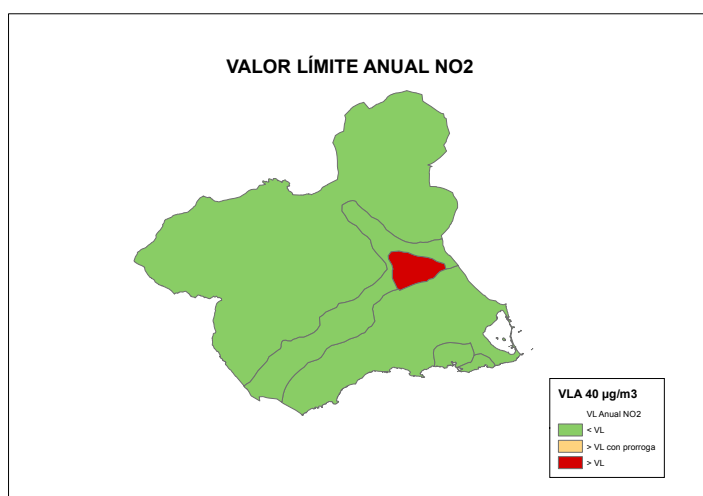 VALOR LÍMITE ANUAL NO2
VLA 40 µg/m3
VL Anual NO2
< VL
> VL con prorroga
> VL